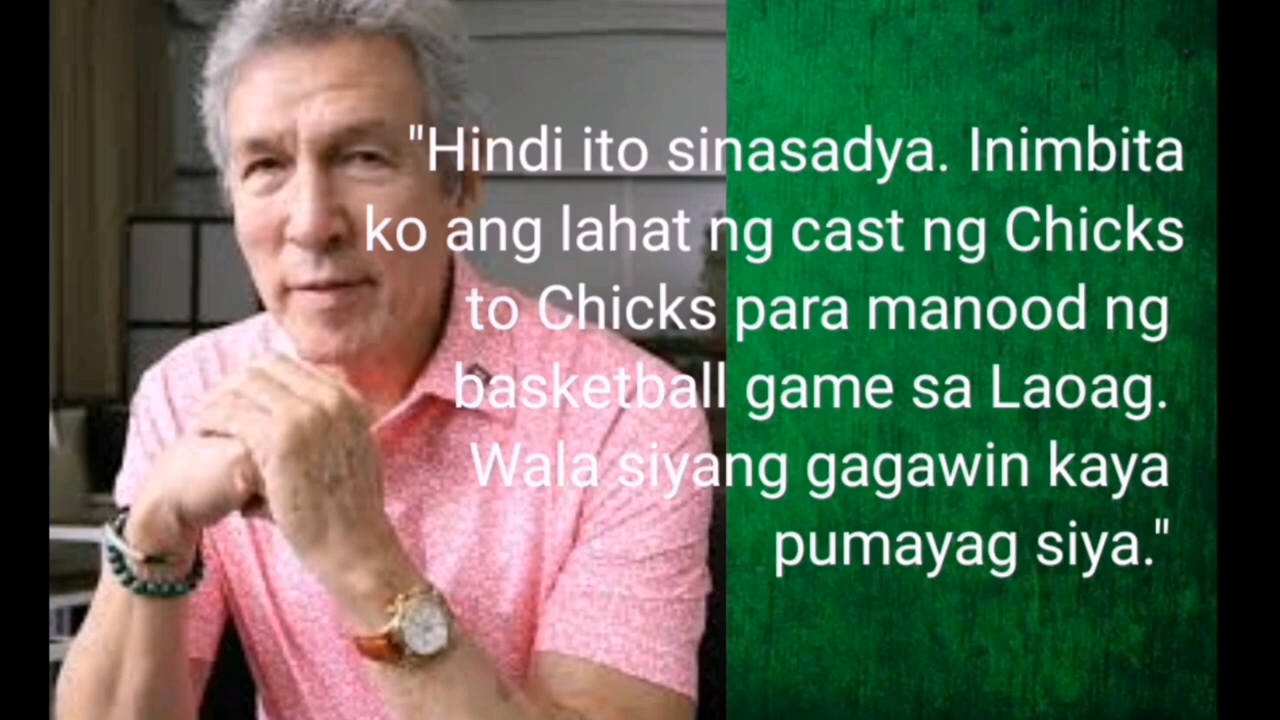 "Hindi ito sinasadya. Inimbita
ko ang lahat ng cast ng Chicks
to Chicks para manood ng
basketball game sa Laoag.
Wala siyang gagawin kaya
pumayag siya."